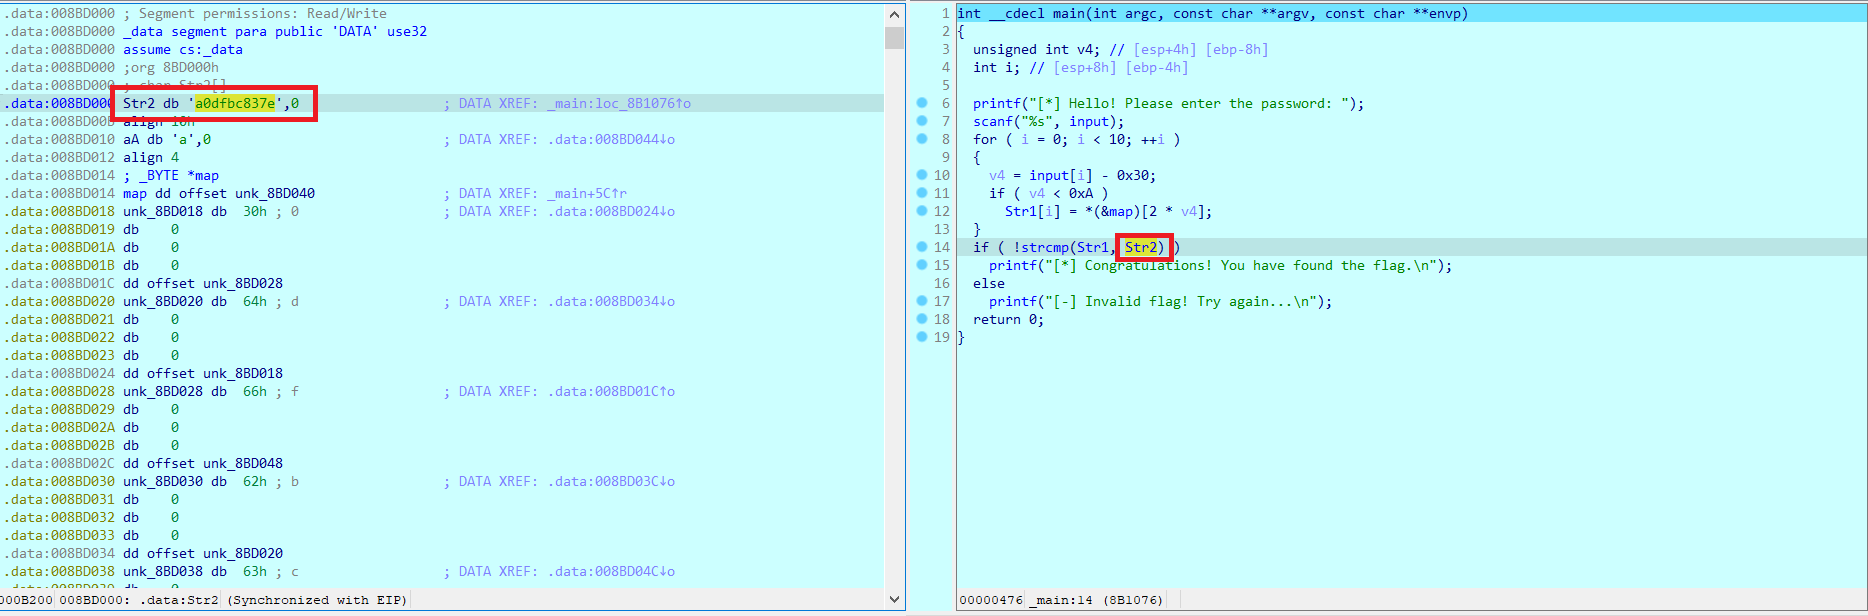 .data:008BD000 ; Segment permissions: Read/Write
.data:008BD000 _data segment para public 'DATA' use32
.data:008BD000 assume cs:_data
.data:008BD000 ;org 8BD000h
.data:008BD000 ; char Str2[]
.data:008BD000 Str2 db 'a0dfbc837e',0 ; DATA XREF: _main:loc_8B1076↑o
.data:008BD00B align 10h
.data:008BD010 aA db 'a',0 ; DATA XREF: .data:008BD044↓o
.data:008BD012 align 4
.data:008BD014 ; _BYTE *map
.data:008BD014 map dd offset unk_8BD040 ; DATA XREF: _main+5C↑r
.data:008BD018 unk_8BD018 db 30h ; 0 ; DATA XREF: .data:008BD024↓o
.data:008BD019 db 0
.data:008BD01A db 0
.data:008BD01B db 0
.data:008BD01C dd offset unk_8BD028
.data:008BD020 unk_8BD020 db 64h ; d ; DATA XREF: .data:008BD034↓o
.data:008BD021 db 0
.data:008BD022 db 0
.data:008BD023 db 0
.data:008BD024 dd offset unk_8BD018
.data:008BD028 unk_8BD028 db 66h ; f ; DATA XREF: .data:008BD01C↑o
.data:008BD029 db 0
.data:008BD02A db 0
.data:008BD02B db 0
.data:008BD02C dd offset unk_8BD048
.data:008BD030 unk_8BD030 db 62h ; b ; DATA XREF: .data:008BD03C↓o
.data:008BD031 db 0
.data:008BD032 db 0
.data:008BD033 db 0
.data:008BD034 dd offset unk_8BD020
.data:008BD038 unk_8BD038 db 63h ; c ; DATA XREF: .data:008BD04C↓o
000B200 008BD000: .data:Str2 (Synchronized with EIP)
1 int __cdecl main(int argc, const char **argv, const char **envp)
2 {
3 unsigned int v4; // [esp+4h] [ebp-8h]
4 int i; // [esp+8h] [ebp-4h]
5
6 printf("[*] Hello! Please enter the password: ");
7 scanf("%s", input);
8 for ( i = 0; i < 10; ++i )
9 {
10 v4 = input[i] - 0x30;
11 if ( v4 < 0xA )
12 Str1[i] = *(&map)[2 * v4];
13 }
14 if ( !strcmp(Str1, Str2) )
15 printf("[*] Congratulations! You have found the flag.\n");
16 else
17 printf("[-] Invalid flag! Try again...\n");
18 return 0;
19 }
00000476 _main:14 (8B1076)